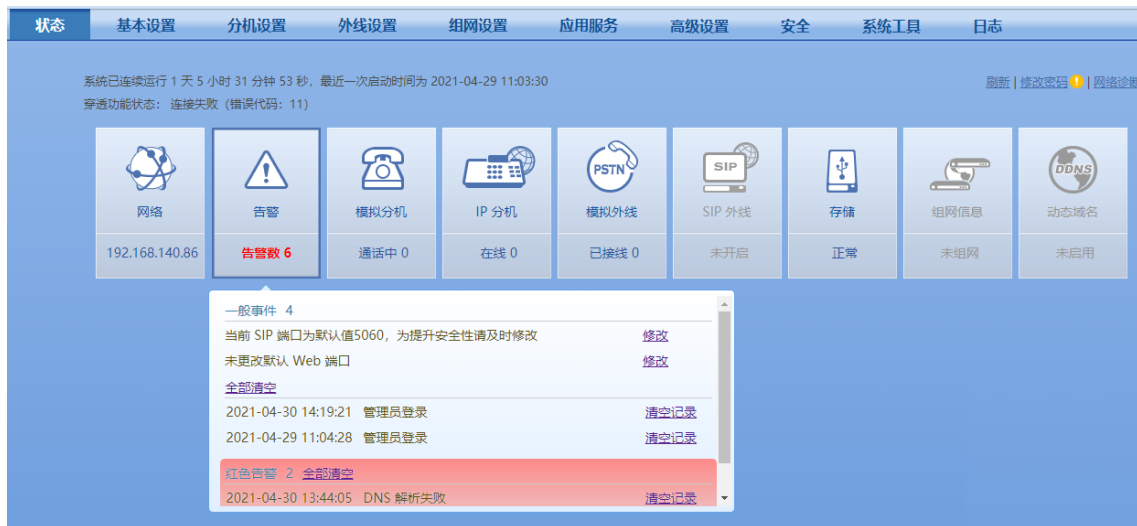 状态 基本设置 分机设置 外线设置 组网设置 应用服务 高级设置 安全 系统工具 日志
系统已连续运行 1 天 5 小时 31 分钟 53 秒，最近一次启动时间为 2021-04-29 11:03:30
刷新 | 修改密码 ! | 网络诊断
穿透功能状态： 连接失败（错误代码：11）
PSTN SIP DDNS
网络 告警 模拟分机 IP 分机 模拟外线 SIP 外线 存储 组网信息 动态域名
192.168.140.86 告警数 6 通话中 0 在线 0 已接线 0 未开启 正常 未组网 未启用
一般事件 4
当前 SIP 端口为默认值5060，为提升安全性请及时修改 修改
未更改默认 Web 端口 修改
全部清空
2021-04-30 14:19:21 管理员登录 清空记录
2021-04-29 11:04:28 管理员登录 清空记录
红色告警 2 全部清空
2021-04-30 13:44:05 DNS 解析失败 清空记录